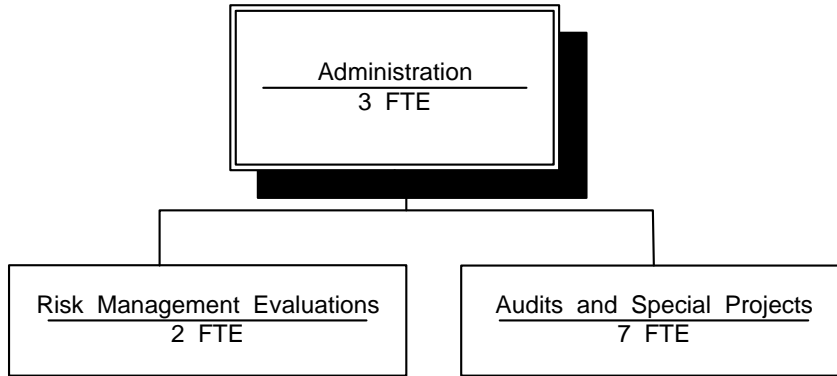 Administration
3 FTE
Risk Management Evaluations
2 FTE
Audits and Special Projects
7 FTE